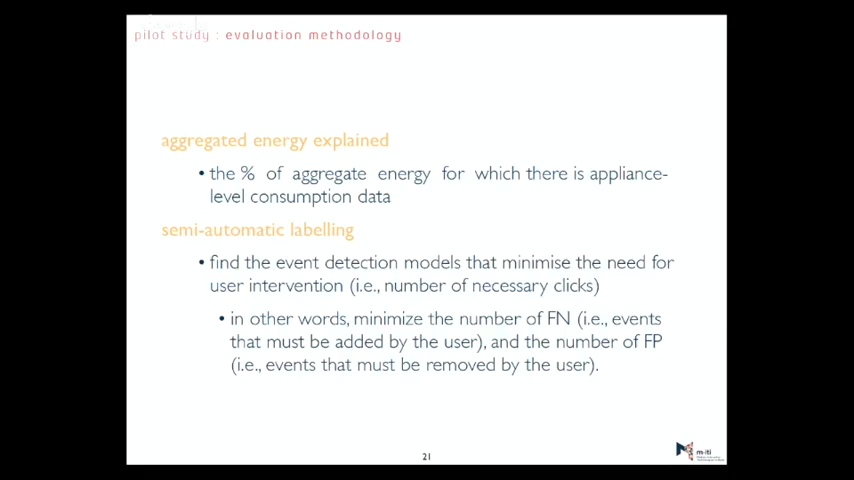 pilot study : evaluation methodology
aggregated energy explained
• the % of aggregate energy for which there is appliance-
level consumption data
semi-automatic labelling
• find the event detection models that minimise the need for
user intervention (i.e., number of necessary clicks)
• in other words, minimize the number of FN (i.e., events
that must be added by the user), and the number of FP
(i.e., events that must be removed by the user).
21
m-iti